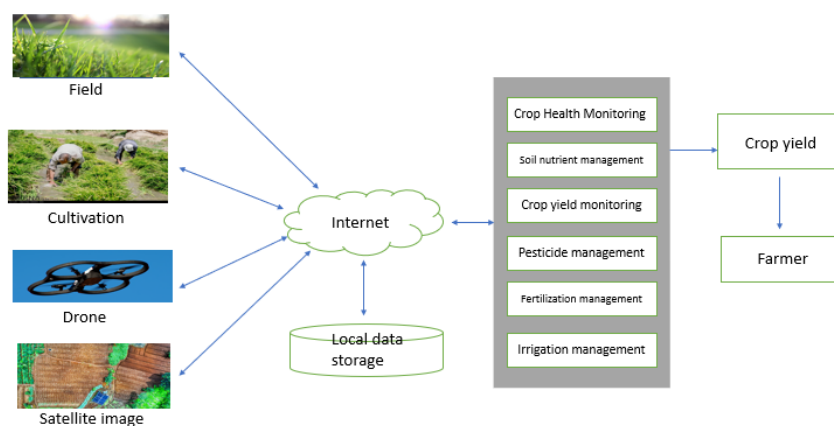 Field
Cultivation
Drone
Satellite image
Internet
Local data
storage
Crop Health Monitoring
Soil nutrient management
Crop yield monitoring
Pesticide management
Fertilization management
Irrigation management
Crop yield
Farmer